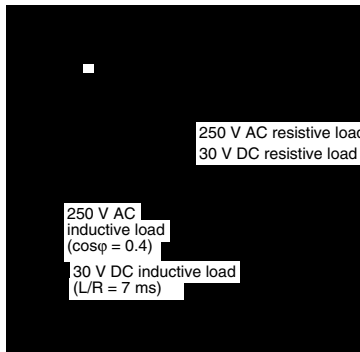 250 V AC resistive load
30 V DC resistive load
250 V AC
inductive load
(cosφ = 0.4)
30 V DC inductive load
(L/R = 7 ms)